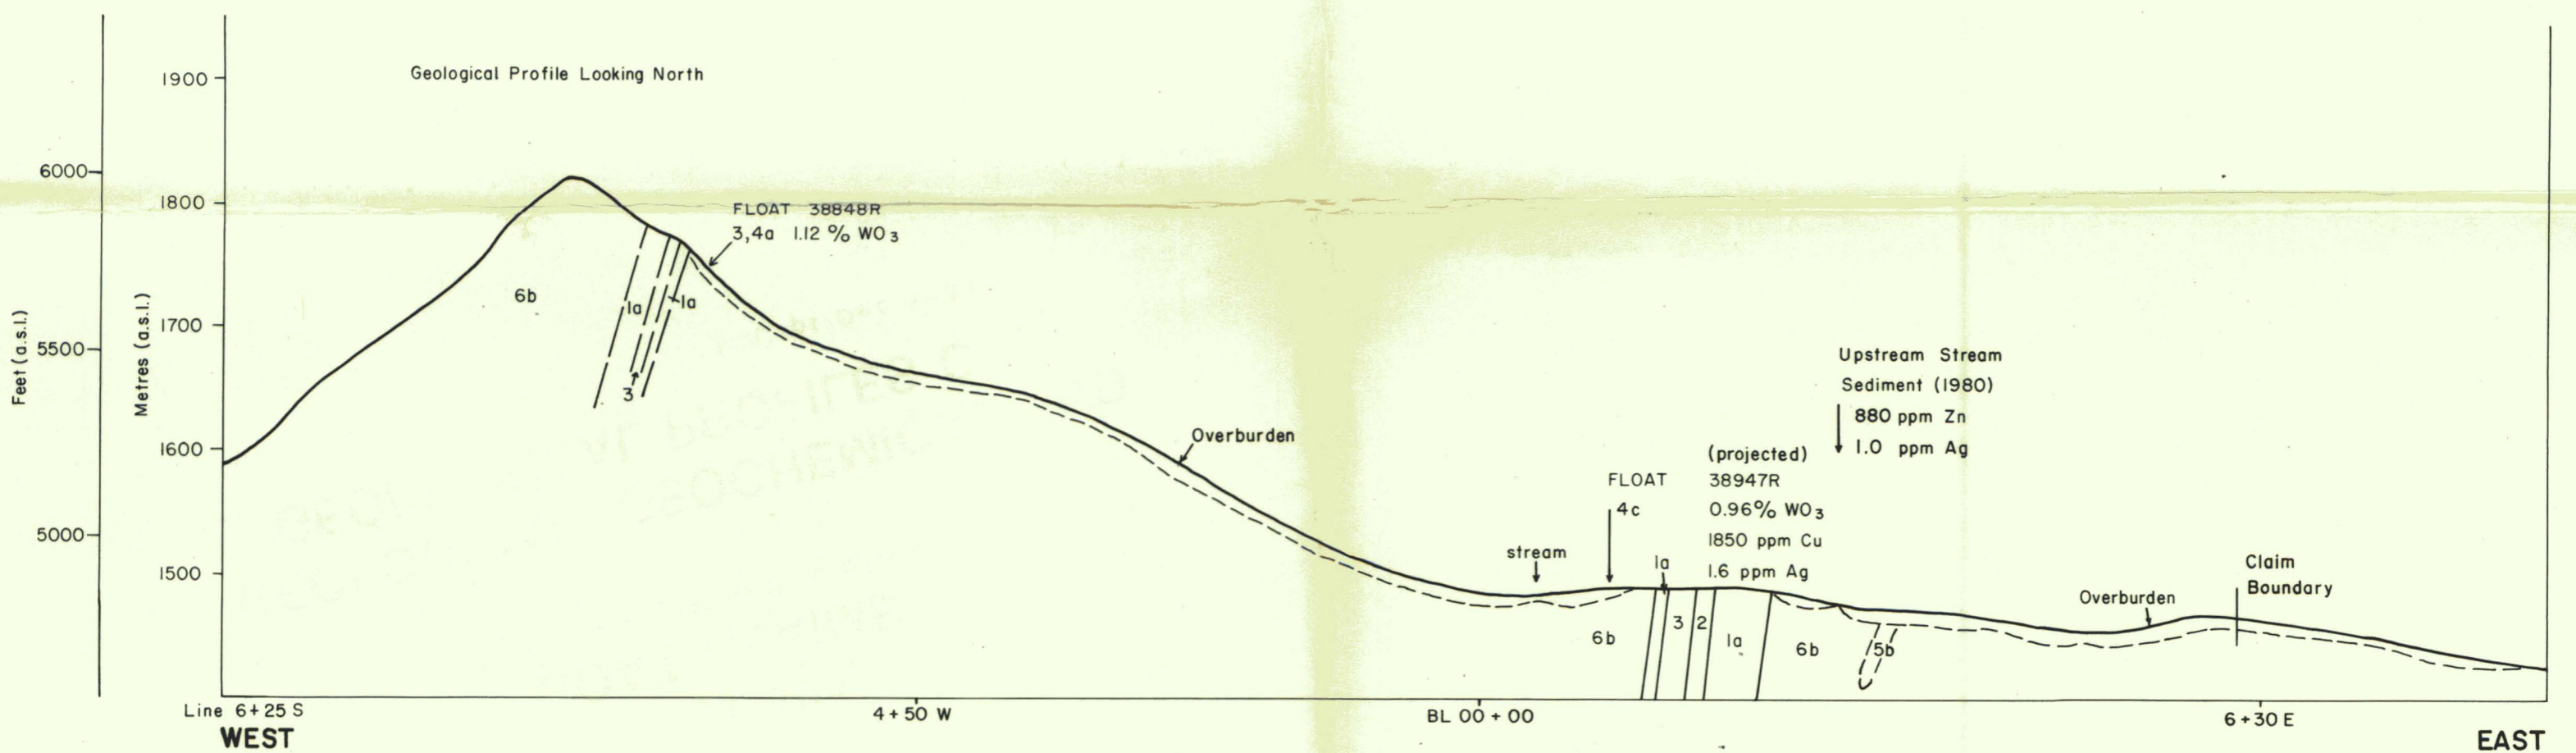 Geological Profile Looking North
1900
6000
1800
1700
5500
1600
5000
1500
Feet (a.s.l.)
Metres (a.s.l.)
FLOAT 38848R
3,4a 1.12 % WO3
6b
1a
1a
3
Overburden
stream
FLOAT
4c
(projected)
38947R
0.96% WO3
1850 ppm Cu
1.6 ppm Ag
Upstream Stream
Sediment (1980)
880 ppm Zn
1.0 ppm Ag
1a
6b
3
2
1a
6b
5b
Overburden
Claim
Boundary
Line 6+25 S
4+50 W
BL 00+00
6+30 E
WEST
EAST